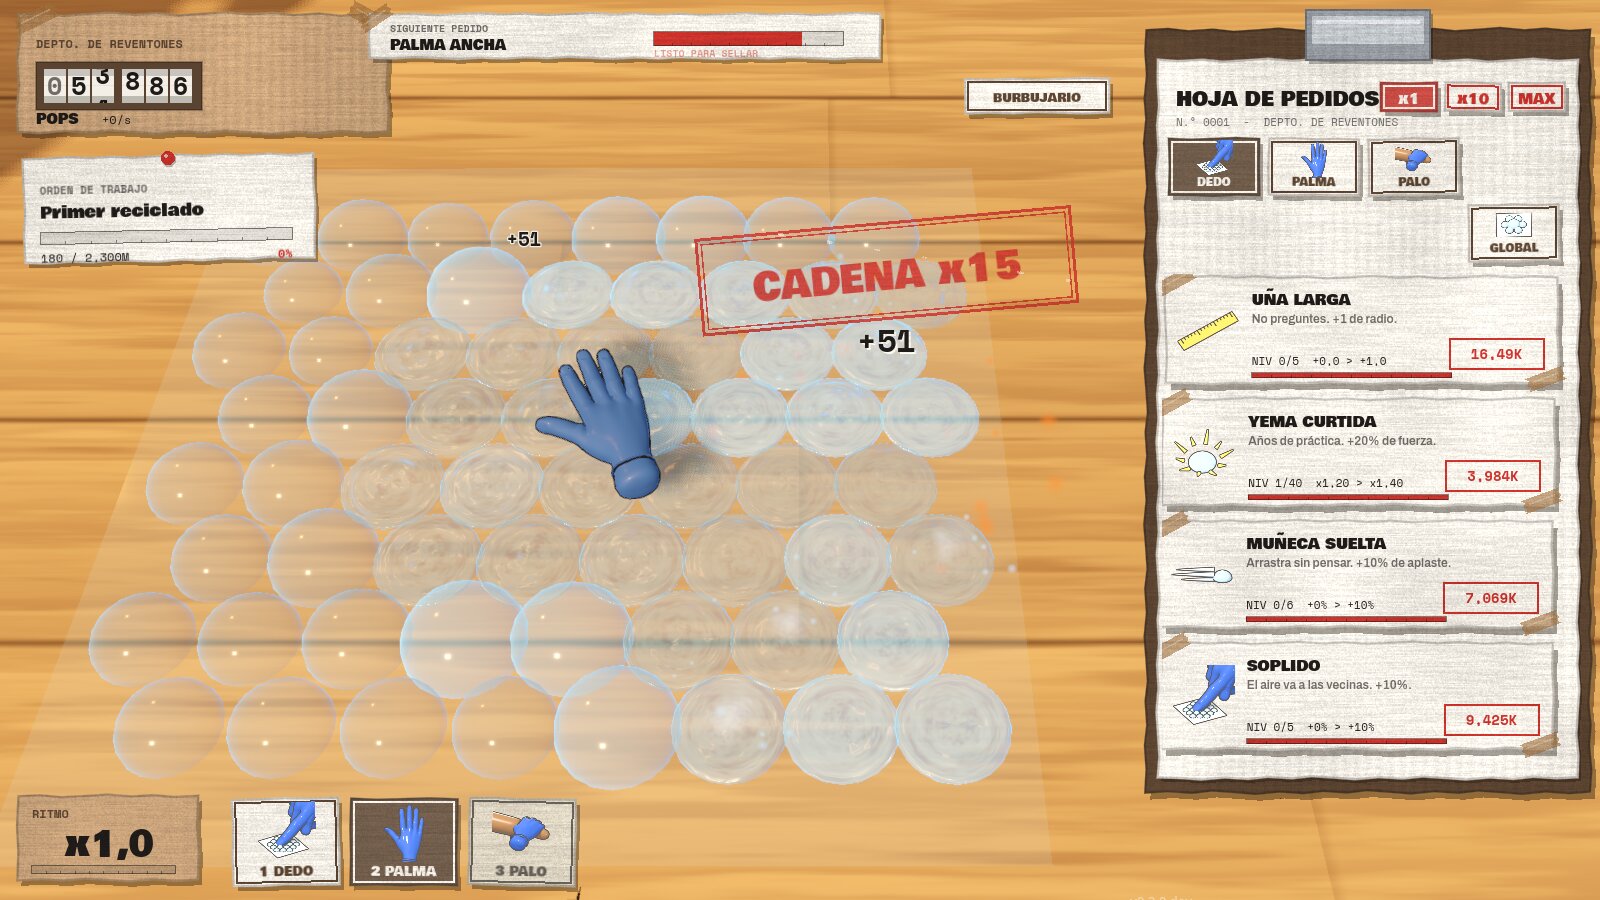 DEPTO. DE REVENTONES
POPS +0/s
SIGUIENTE PEDIDO
PALMA ANCHA
LISTO PARA SELLAR
BURBUJARIO
ORDEN DE TRABAJO
Primer reciclado
180 / 2,300M
0%
+51
CADENA x15
+51
HOJA DE PEDIDOS
x1
x10
MAX
N.º 0001 - DEPTO. DE REVENTONES
DEDO
PALMA
PALO
GLOBAL
UÑA LARGA
No preguntes. +1 de radio.
NIV 0/5 +0,0 > +1,0
16,49K
YEMA CURTIDA
Años de práctica. +20% de fuerza.
NIV 1/40 x1,20 > x1,40
3,984K
MUÑECA SUELTA
Arrastra sin pensar. +10% de aplaste.
NIV 0/6 +0% > +10%
7,069K
SOPLIDO
El aire va a las vecinas. +10%.
NIV 0/5 +0% > +10%
9,425K
RITMO
x1,0
1 DEDO
2 PALMA
3 PALO